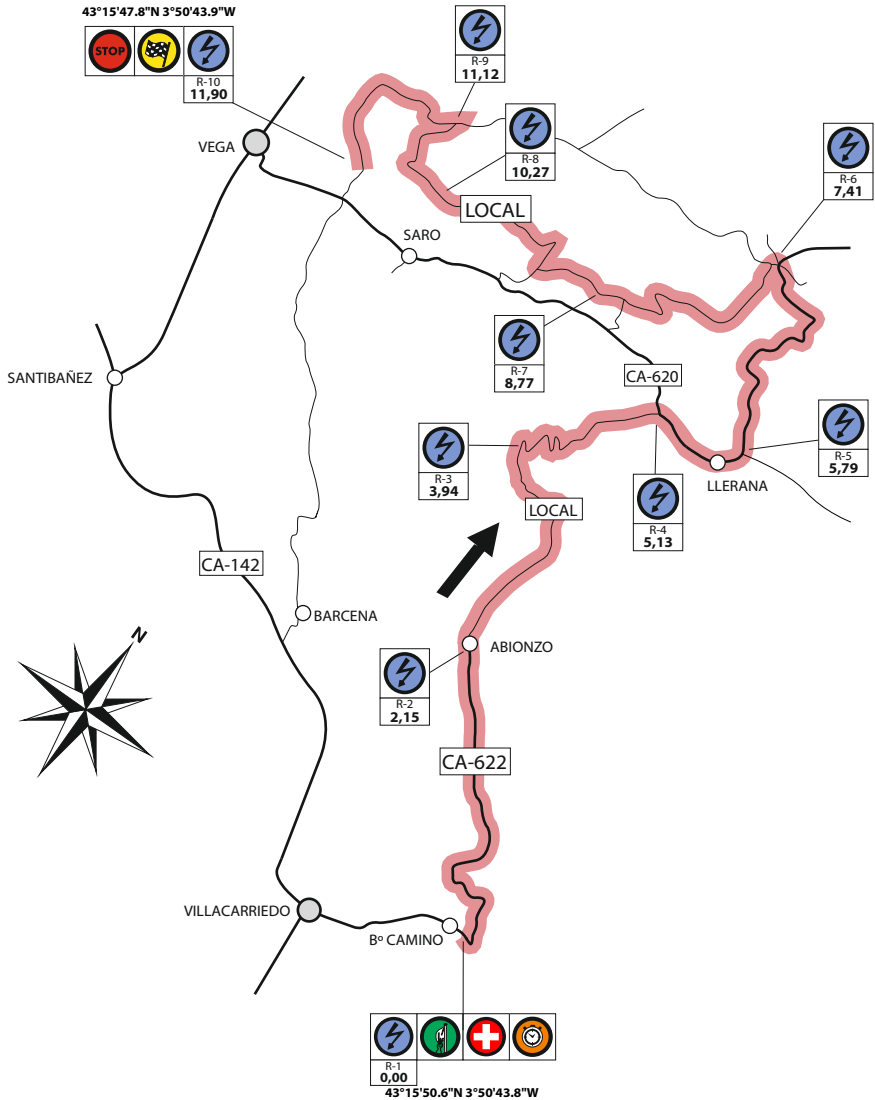 43°15'47.8"N 3°50'43.9"W
STOP
R-10
11,90
R-9
11,12
R-8
10,27
R-6
7,41
VEGA
LOCAL
SARO
R-7
8,77
CA-620
SANTIBAÑEZ
R-3
3,94
R-5
5,79
LLERANA
R-4
5,13
LOCAL
CA-142
BARCENA
N
ABIONZO
R-2
2,15
CA-622
VILLACARRIEDO
Bº CAMINO
R-1
0,00
43°15'50.6"N 3°50'43.8"W